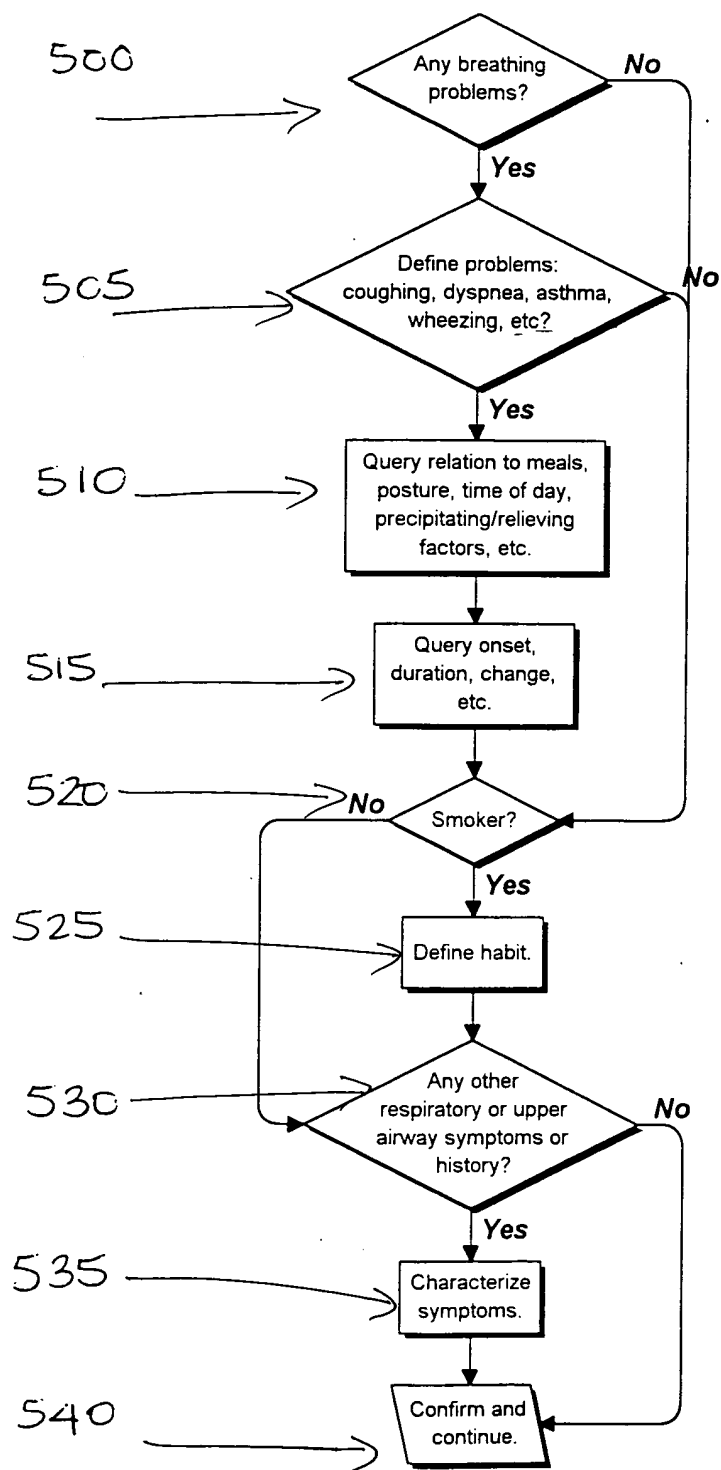 500
Any breathing
problems?
No
Yes
505
Define problems:
coughing, dyspnea, asthma,
wheezing, etc?
No
Yes
510
Query relation to meals,
posture, time of day,
precipitating/relieving
factors, etc.
515
Query onset,
duration, change,
etc.
520
No
Smoker?
Yes
525
Define habit.
530
Any other
respiratory or upper
airway symptoms or
history?
No
Yes
535
Characterize
symptoms.
540
Confirm and
continue.